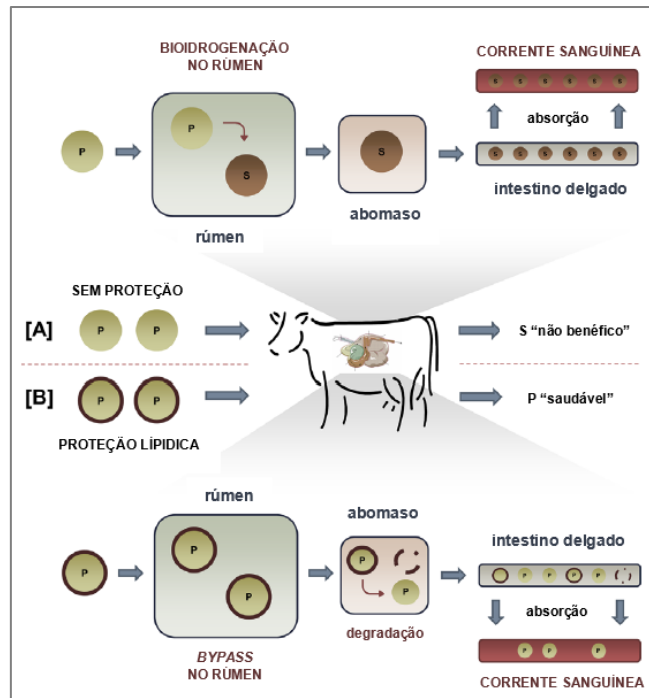 BIOIDROGENAÇÃO
NO RÚMEN
CORRENTE SANGUÍNEA
S S S S S S
absorção
P
P
S
S
S S S S S S
intestino delgado
rúmen
abomaso
SEM PROTEÇÃO
[A]
P P
S “não benéfico”
[B]
P P
P “saudável”
PROTEÇÃO LÍPIDICA
rúmen
abomaso
intestino delgado
P
P
P
P
P
P P P P
degradação
absorção
BYPASS
NO RÚMEN
P P P
CORRENTE SANGUÍNEA